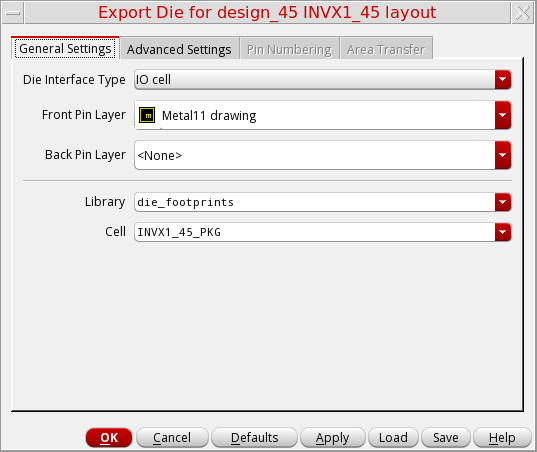 Export Die for design_45 INVX1_45 layout
General Settings Advanced Settings Pin Numbering Area Transfer
Die Interface Type IO cell
Front Pin Layer m Metal11 drawing
Back Pin Layer <None>
Library die_footprints
Cell INVX1_45_PKG
OK Cancel Defaults Apply Load Save Help